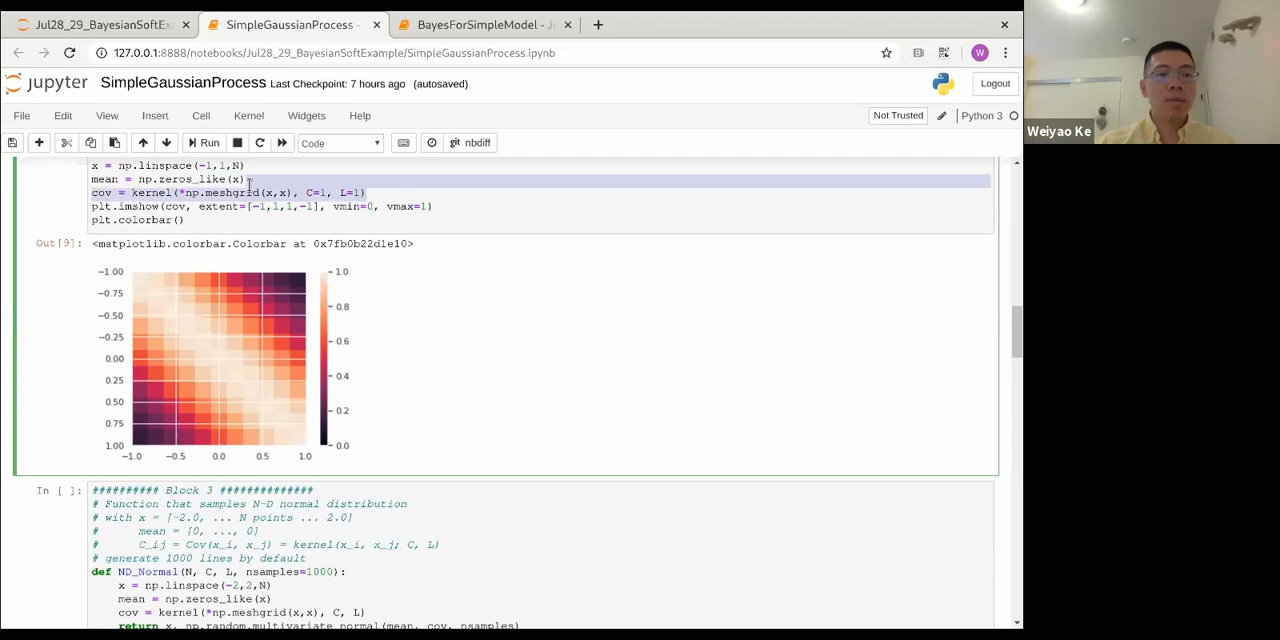 Jul28_29_BayesianSoftEx
SimpleGaussianProcess -
BayesForSimpleModel - J
127.0.0.1:8888/notebooks/Jul28_29_BayesianSoftExample/SimpleGaussianProcess.ipynb
W
jupyter SimpleGaussianProcess Last Checkpoint: 7 hours ago (autosaved)
Logout
File Edit View Insert Cell Kernel Widgets Help
Not Trusted
Python 3
Run
Code
git nbdiff
Weiyao Ke
x = np.linspace(-1,1,N)
mean = np.zeros_like(x)
cov = kernel(*np.meshgrid(x,x), C=1, L=1)
plt.imshow(cov, extent=[-1,1,1,-1], vmin=0, vmax=1)
plt.colorbar()
Out[9]: <matplotlib.colorbar.Colorbar at 0x7fb0b22d1e10>
−1.00
−0.75
−0.50
−0.25
0.00
0.25
0.50
0.75
1.00
−1.0 −0.5 0.0 0.5 1.0
1.0
0.8
0.6
0.4
0.2
0.0
In [ ]: ########## Block 3 ##############
# Function that samples N-D normal distribution
# with x = [-2.0, ... N points ... 2.0]
# mean = [0, ..., 0]
# C_ij = Cov(x_i, x_j) = kernel(x_i, x_j; C, L)
# generate 1000 lines by default
def ND_Normal(N, C, L, nsamples=1000):
x = np.linspace(-2,2,N)
mean = np.zeros_like(x)
cov = kernel(*np.meshgrid(x,x), C, L)
return x, np.random.multivariate_normal(mean, cov, nsamples)